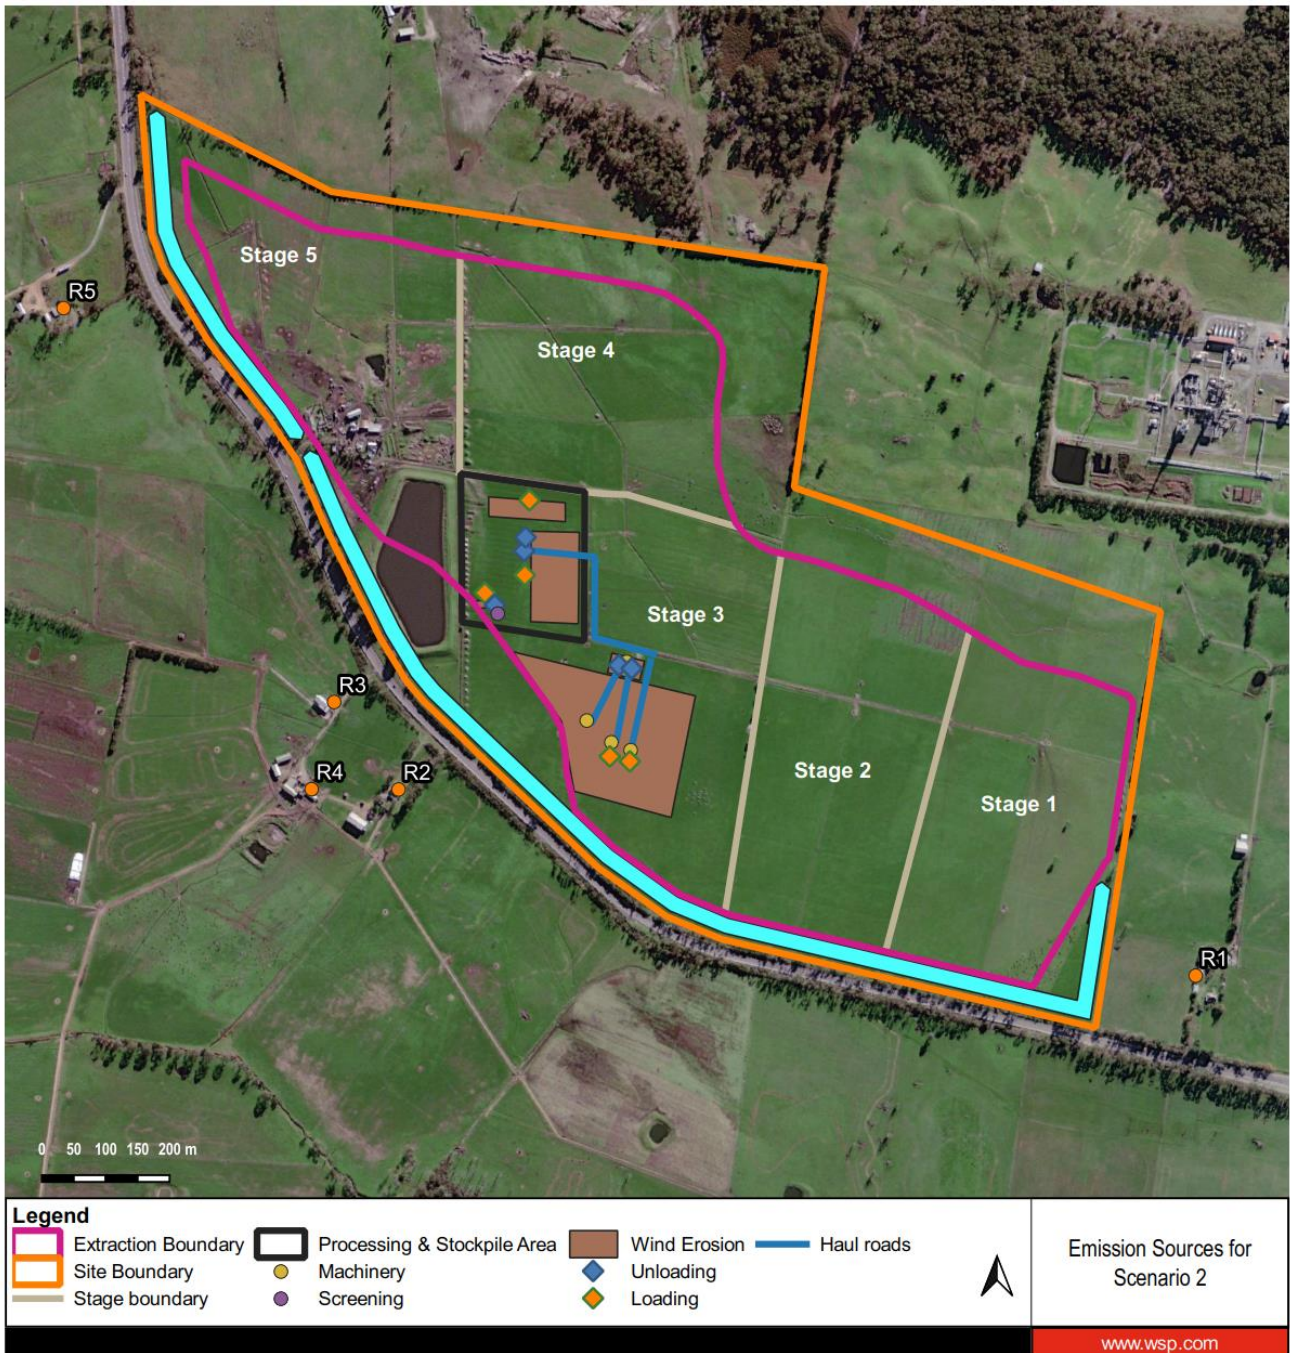 Stage 5
R5
Stage 4
Stage 3
R3
R4
R2
Stage 2
Stage 1
R1
0 50 100 150 200 m
Legend
Extraction Boundary
Processing & Stockpile Area
Wind Erosion
Haul roads
Site Boundary
Machinery
Unloading
Stage boundary
Screening
Loading
Emission Sources for
Scenario 2
www.wsp.com